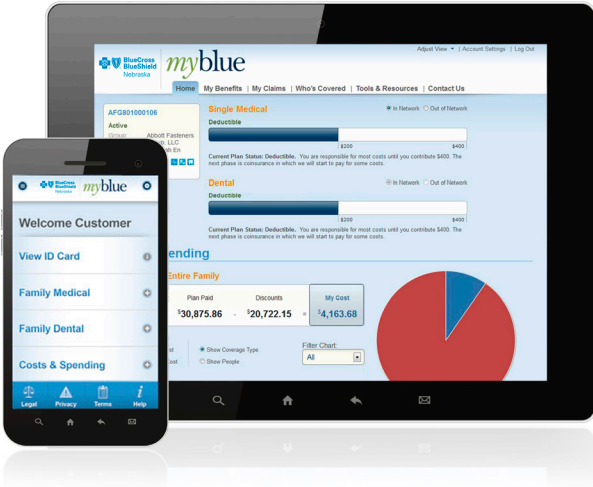 Adjust View | Account Settings | Log Out
BlueCross
BlueShield
Nebraska
myblue
Home My Benefits | My Claims | Who's Covered | Tools & Resources | Contact Us
AFG801000106
Active
Group: Abbott Fasteners
up, LLC
ah En
Single Medical
In Network Out of Network
Deductible
$200 $400
Current Plan Status: Deductible. You are responsible for most costs until you contribute $400. The
next phase is coinsurance in which we will start to pay for some costs.
Dental
In Network Out of Network
Deductible
$200 $400
Current Plan Status: Deductible. You are responsible for most costs until you contribute $400. The
next phase is coinsurance in which we will start to pay for some costs.
ending
Entire Family
Plan Paid Discounts My Cost
$30,875.86 - $20,722.15 = $4,163.68
Show Coverage Type
Show People
Filter Chart:
All
BlueCross
BlueShield
Nebraska
myblue
Welcome Customer
View ID Card
Family Medical
Family Dental
Costs & Spending
Legal Privacy Terms Help